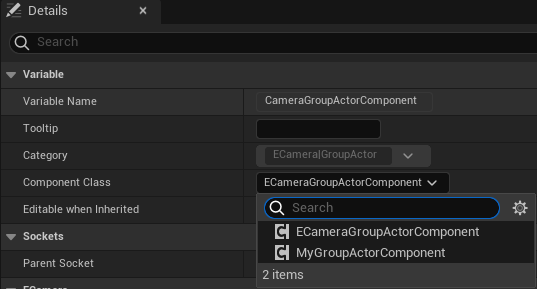 Details
Search
Variable
Variable Name CameraGroupActorComponent
Tooltip
Category ECamera|GroupActor
Component Class ECameraGroupActorComponent
Editable when Inherited
Search
Sockets
ECameraGroupActorComponent
MyGroupActorComponent
Parent Socket
2 items